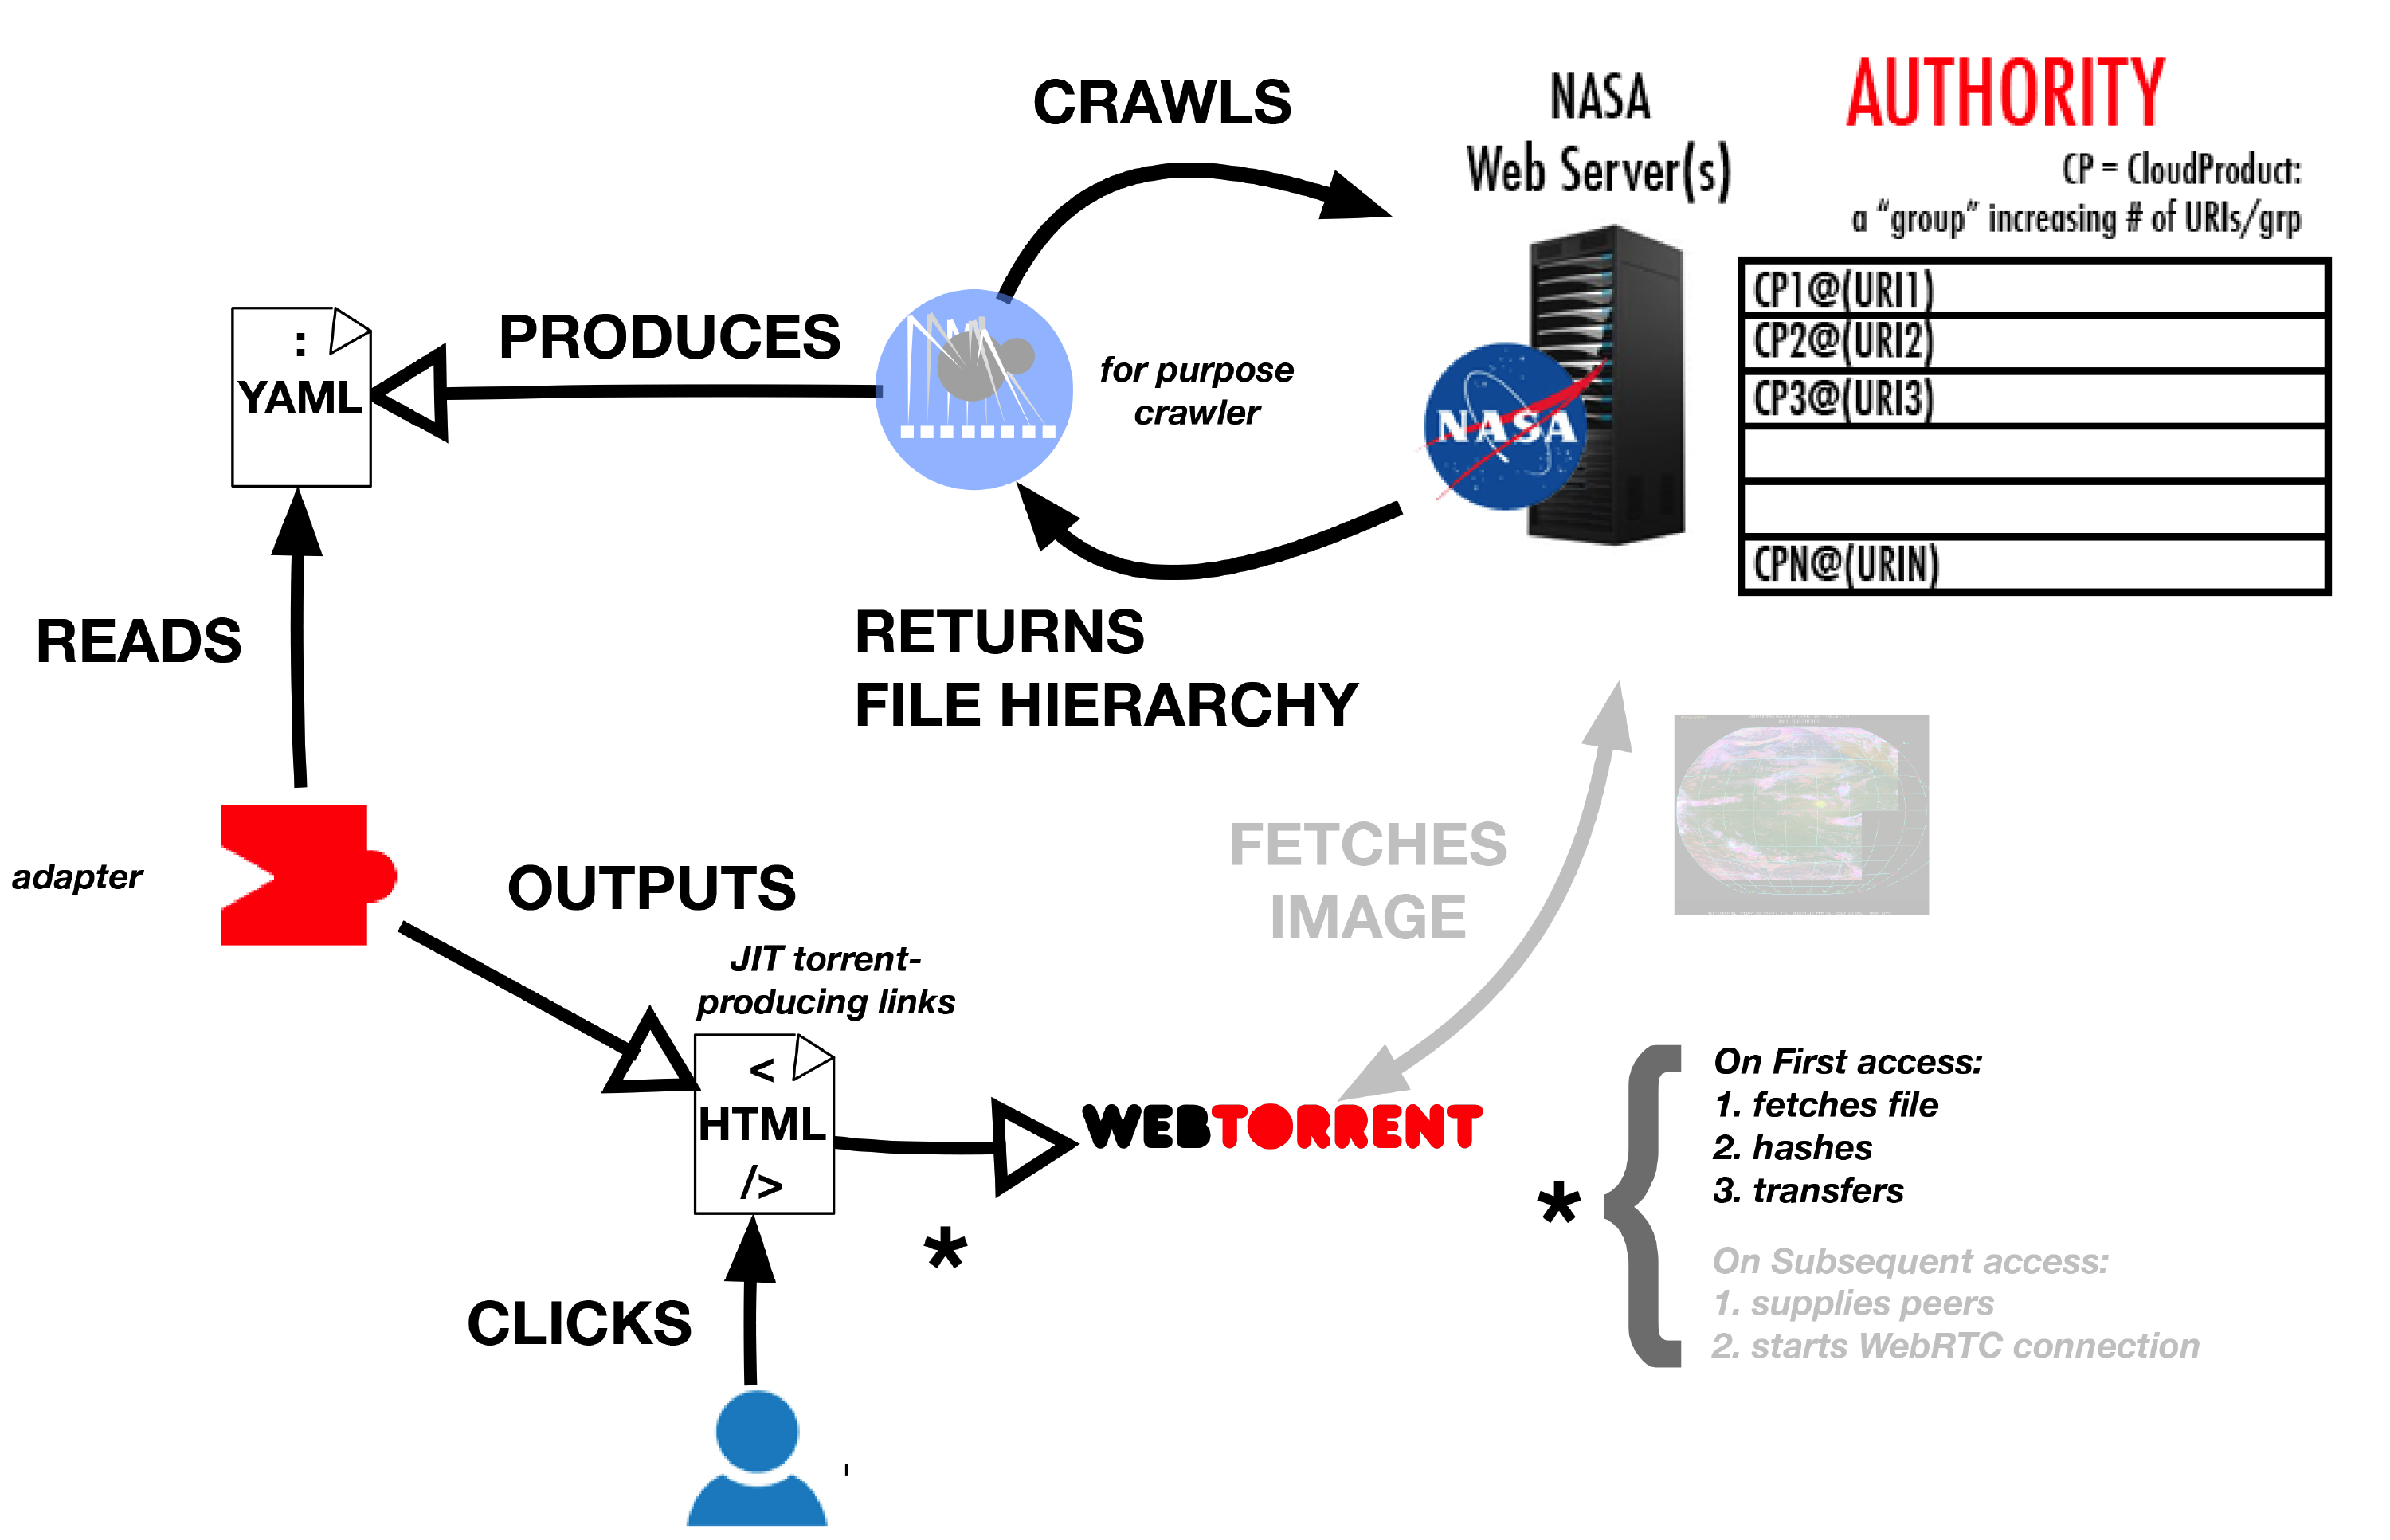 CRAWLS
NASA
Web Server(s)
AUTHORITY
CP = CloudProduct:
a “group” increasing # of URIs/grp
CP1@(URI1)
CP2@(URI2)
CP3@(URI3)
CPN@(URIN)
NASA
for purpose
crawler
PRODUCES
:
YAML
RETURNS
FILE HIERARCHY
READS
adapter
OUTPUTS
JIT torrent-
producing links
<
HTML
/>
FETCHES
IMAGE
WEBTORRENT
*
CLICKS
*
{
On First access:
1. fetches file
2. hashes
3. transfers
On Subsequent access:
1. supplies peers
2. starts WebRTC connection